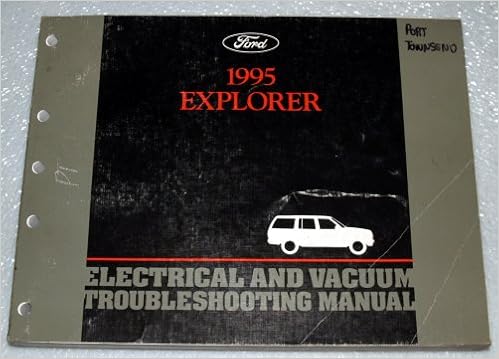 Ford
PORT
TOWNSEND
1995
EXPLORER
ELECTRICAL AND VACUUM
TROUBLESHOOTING MANUAL